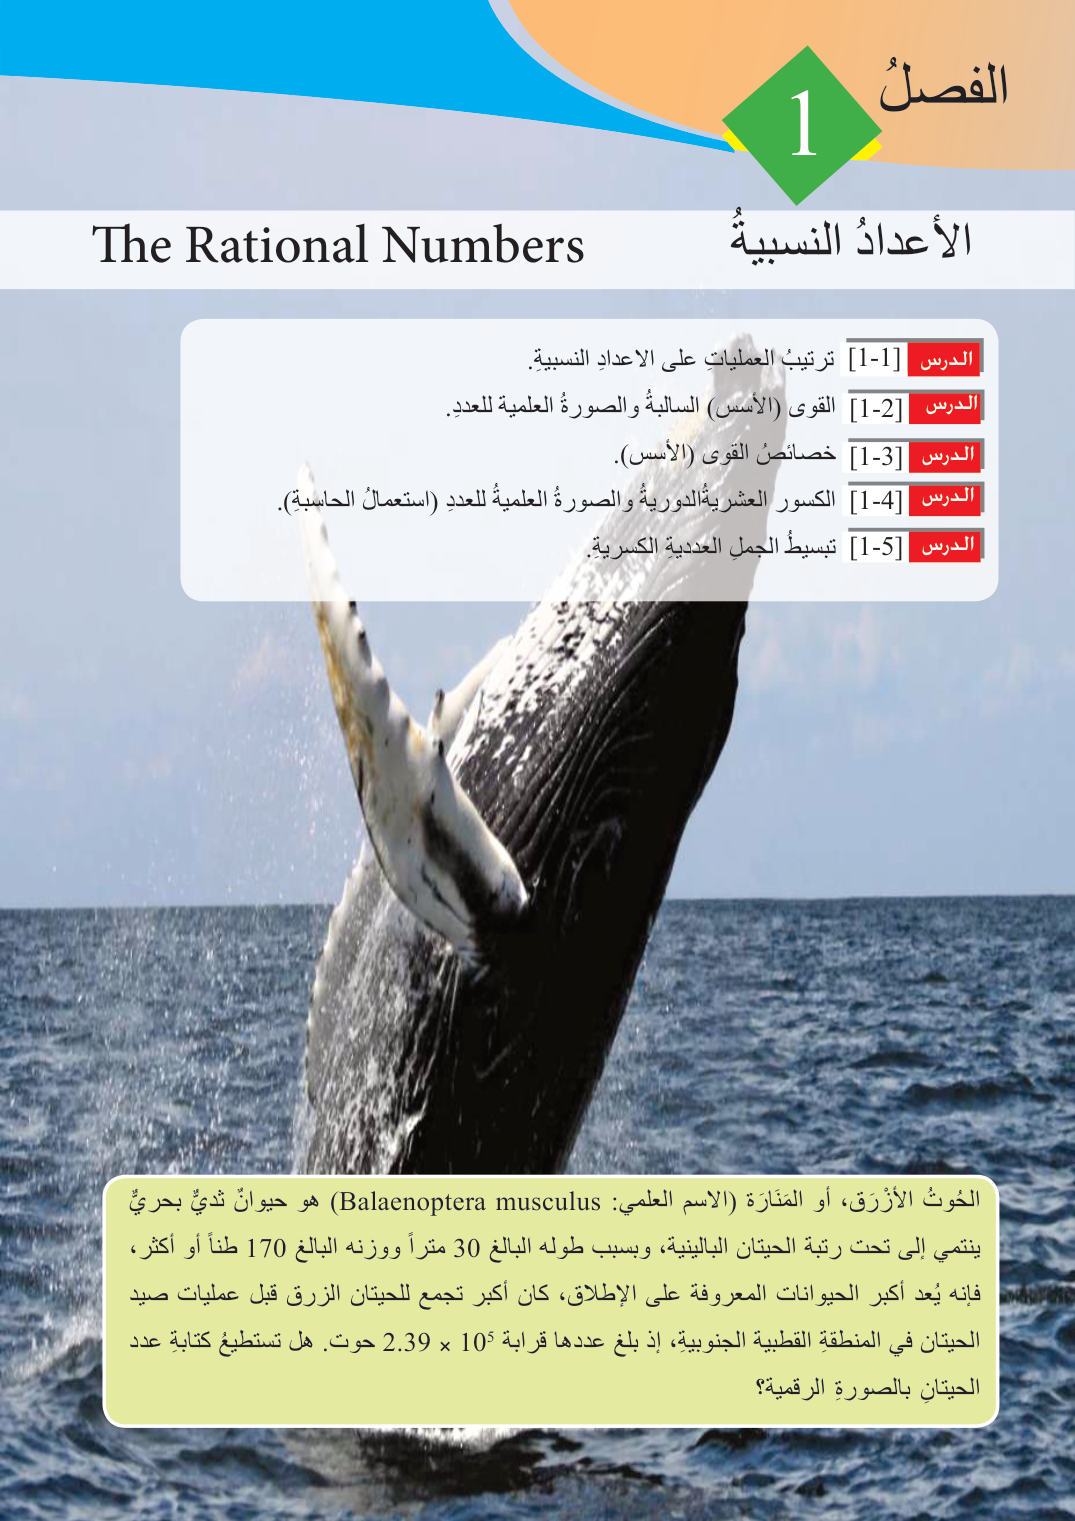 الفصلُ
1
الأعدادُ النسبيةُ
The Rational Numbers
الدرس [1-1] ترتيبُ العملياتِ على الاعدادِ النسبيةِ.
الدرس [1-2] القوى (الأسس) السالبةُ والصورةُ العلمية للعددِ.
الدرس [1-3] خصائصُ القوى (الأسس).
الدرس [1-4] الكسور العشريةُالدوريةُ والصورةُ العلميةُ للعددِ (استعمالُ الحاسبةِ).
الدرس [1-5] تبسيطُ الجملِ العدديةِ الكسريةِ.
الحُوتُ الأزْرَق، أو المَنَارَة (الاسم العلمي: Balaenoptera musculus) هو حيوانٌ ثديٌّ بحريٌّ
ينتمي إلى تحت رتبة الحيتان البالينية، وبسبب طوله البالغ 30 متراً ووزنه البالغ 170 طناً أو أكثر،
فإنه يُعد أكبر الحيوانات المعروفة على الإطلاق، كان أكبر تجمع للحيتان الزرق قبل عمليات صيد
الحيتان في المنطقةِ القطبية الجنوبيةِ، إذ بلغ عددها قرابة 2.39 × 10⁵ حوت. هل تستطيعُ كتابةِ عدد
الحيتانِ بالصورةِ الرقمية؟